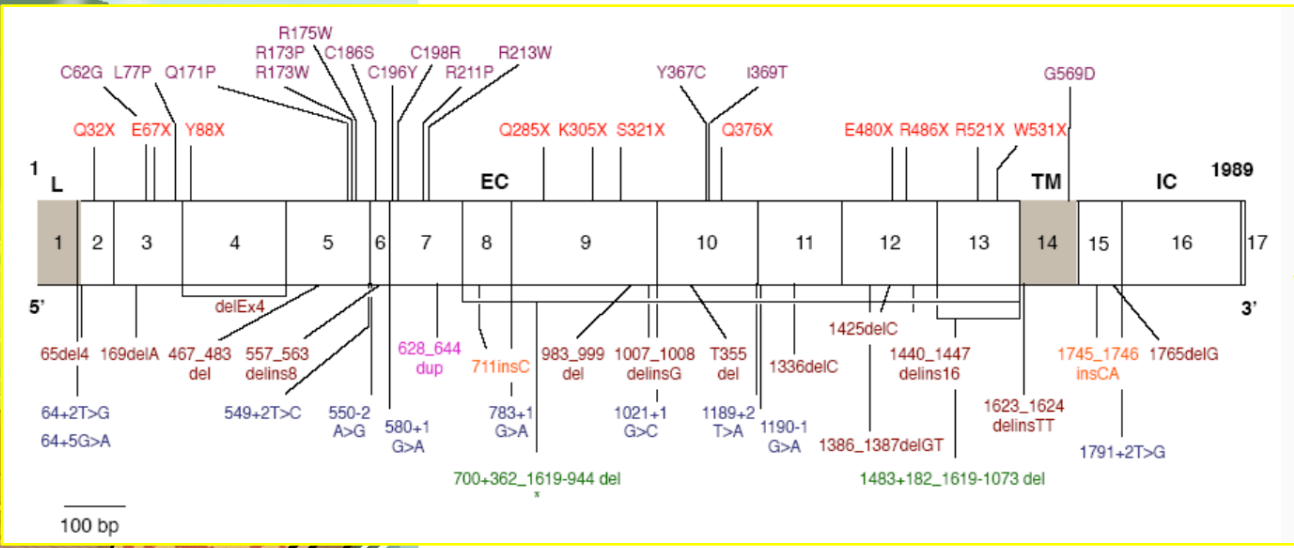 R175W
R173P C186S C198R R213W
C62G L77P Q171P R173W C196Y R211P Y367C I369T G569D
Q32X E67X Y88X Q285X K305X S321X Q376X E480X R486X R521X W531X
1 L EC TM IC 1989
1 2 3 4 5 6 7 8 9 10 11 12 13 14 15 16 17
5’ delEx4 3’
1425delC
65del4 169delA 467_483 557_563 628_644 711insC 983_999 1007_1008 T355 1336delC 1440_1447 1745_1746 1765delG
del delins8 dup del delinsG del delins16 insCA
64+2T>G 549+2T>C 550-2 580+1 783+1 1021+1 1189+2 1190-1 1623_1624
64+5G>A A>G G>A G>A G>C T>A G>A delinsTT
1386_1387delGT 1791+2T>G
700+362_1619-944 del 1483+182_1619-1073 del
x
100 bp